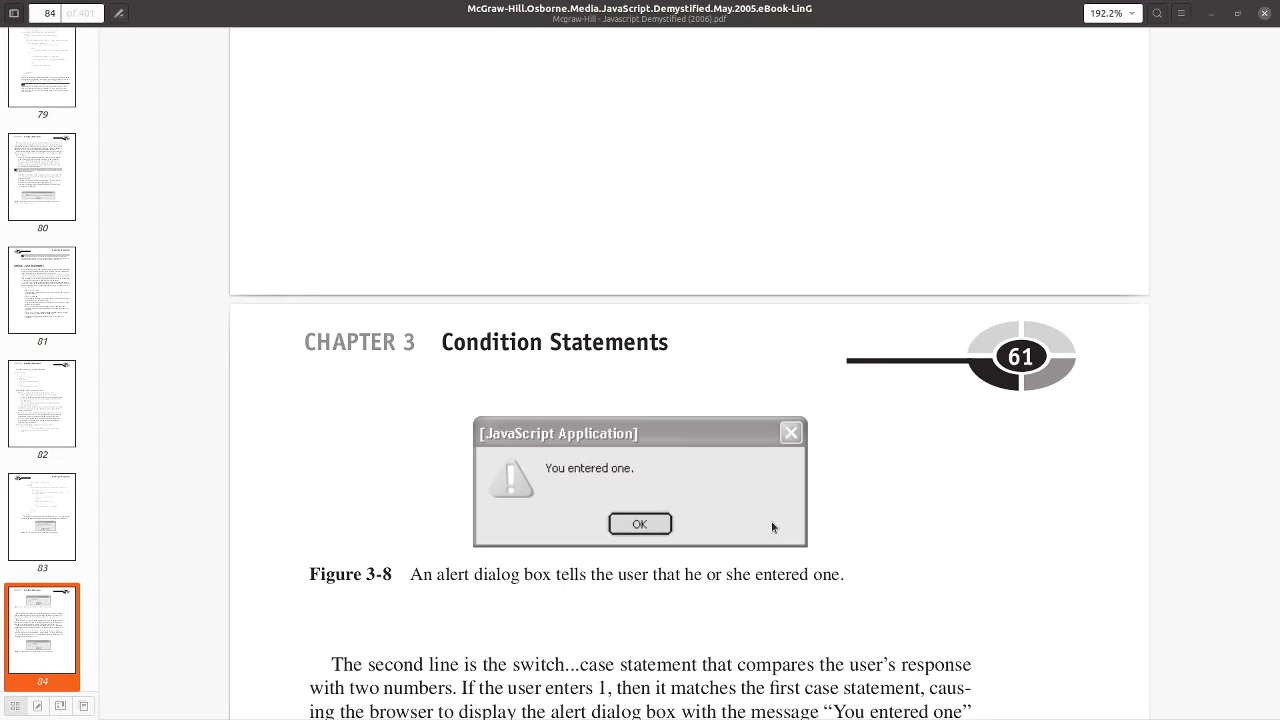 84 of 401
McGraw.Hill.Osborne.Media.JavaScript.Demystified.May.2005.eBook-LinG
Mcgraw-Hill - Javascript Demystified (2006).pdf
192.2%
79
80
81
82
83
84
CHAPTER 3 Condition Statements
61
[JavaScript Application]
You entered one.
OK
Figure 3-8 An alert dialog box tells the user that he or she entered one.
The second line is the switch...case statement that compares the user’s response
with two numbers. If the user enters 1, then it matches the first case statement, caus-
ing the browser to display the alert dialog box with the message “You entered one”